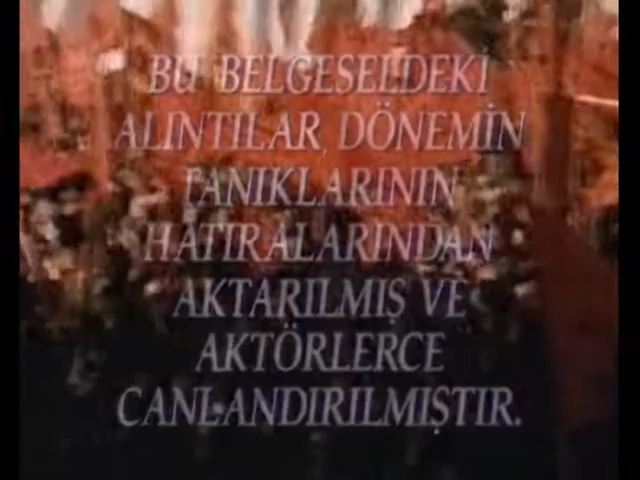 BU BELGESELDEKİ
ALINTILAR, DÖNEMİN
TANIKLARININ
HATIRALARINDAN
AKTARILMIŞ VE
AKTÖRLERCE
CANLANDIRILMIŞTIR.